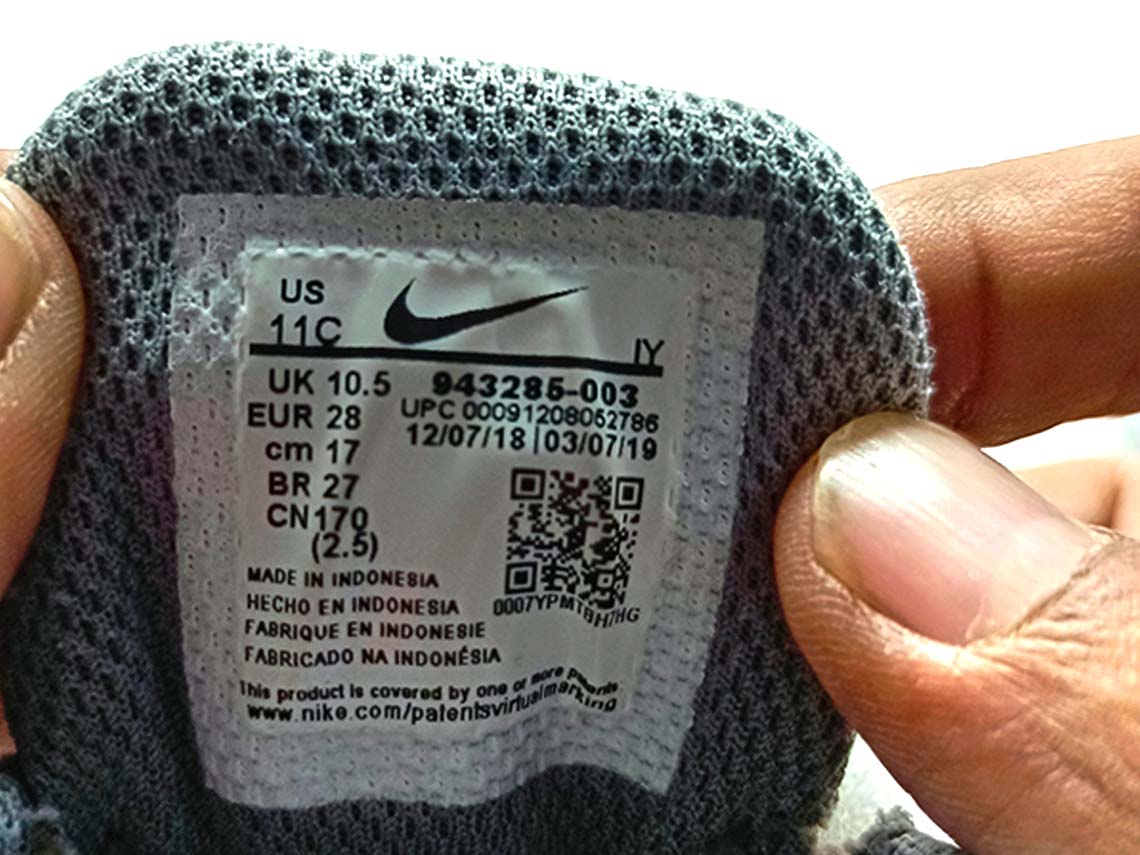 US
11C
IY
UK 10.5
943285-003
EUR 28
UPC 00091208052786
cm 17
12/07/18 | 03/07/19
BR 27
CN 170
(2.5)
MADE IN INDONESIA
HECHO EN INDONESIA
0007YPMTBH7HG
FABRIQUE EN INDONESIE
FABRICADO NA INDONÉSIA
This product is covered by one or more patents
www.nike.com/patentsvirtualmarking